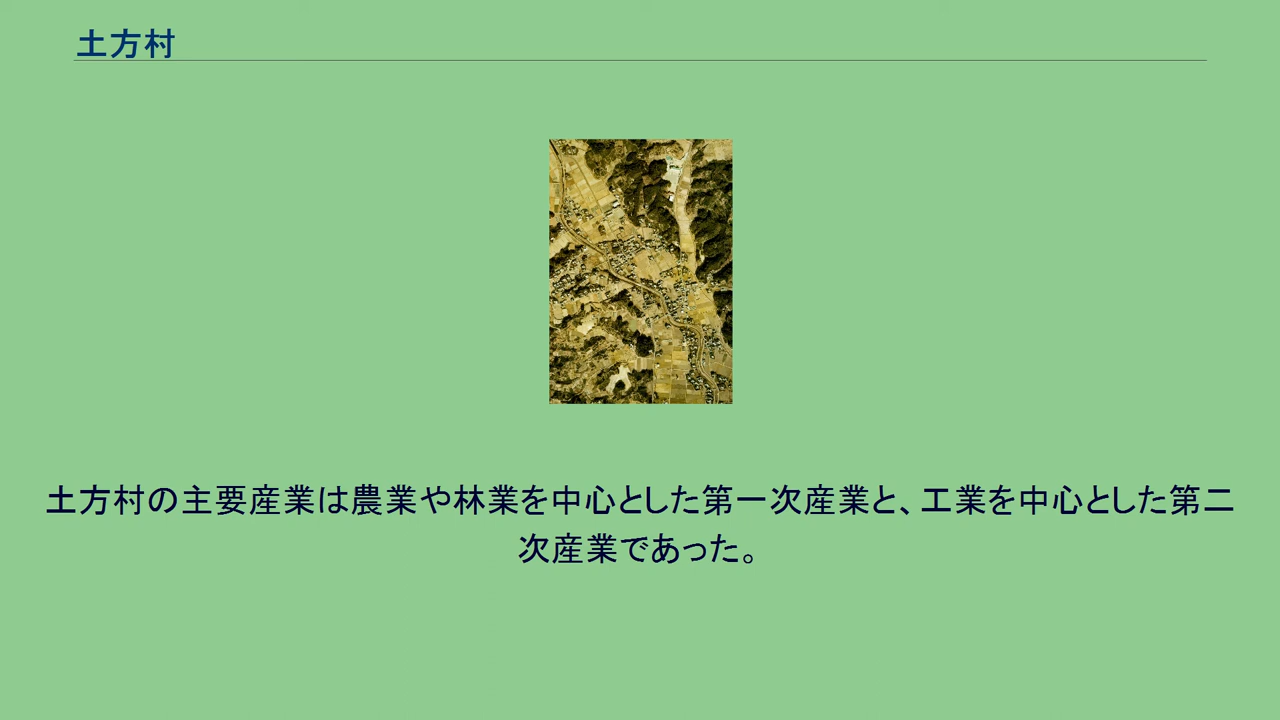 土方村
土方村の主要産業は農業や林業を中心とした第一次産業と、工業を中心とした第二
次産業であった。